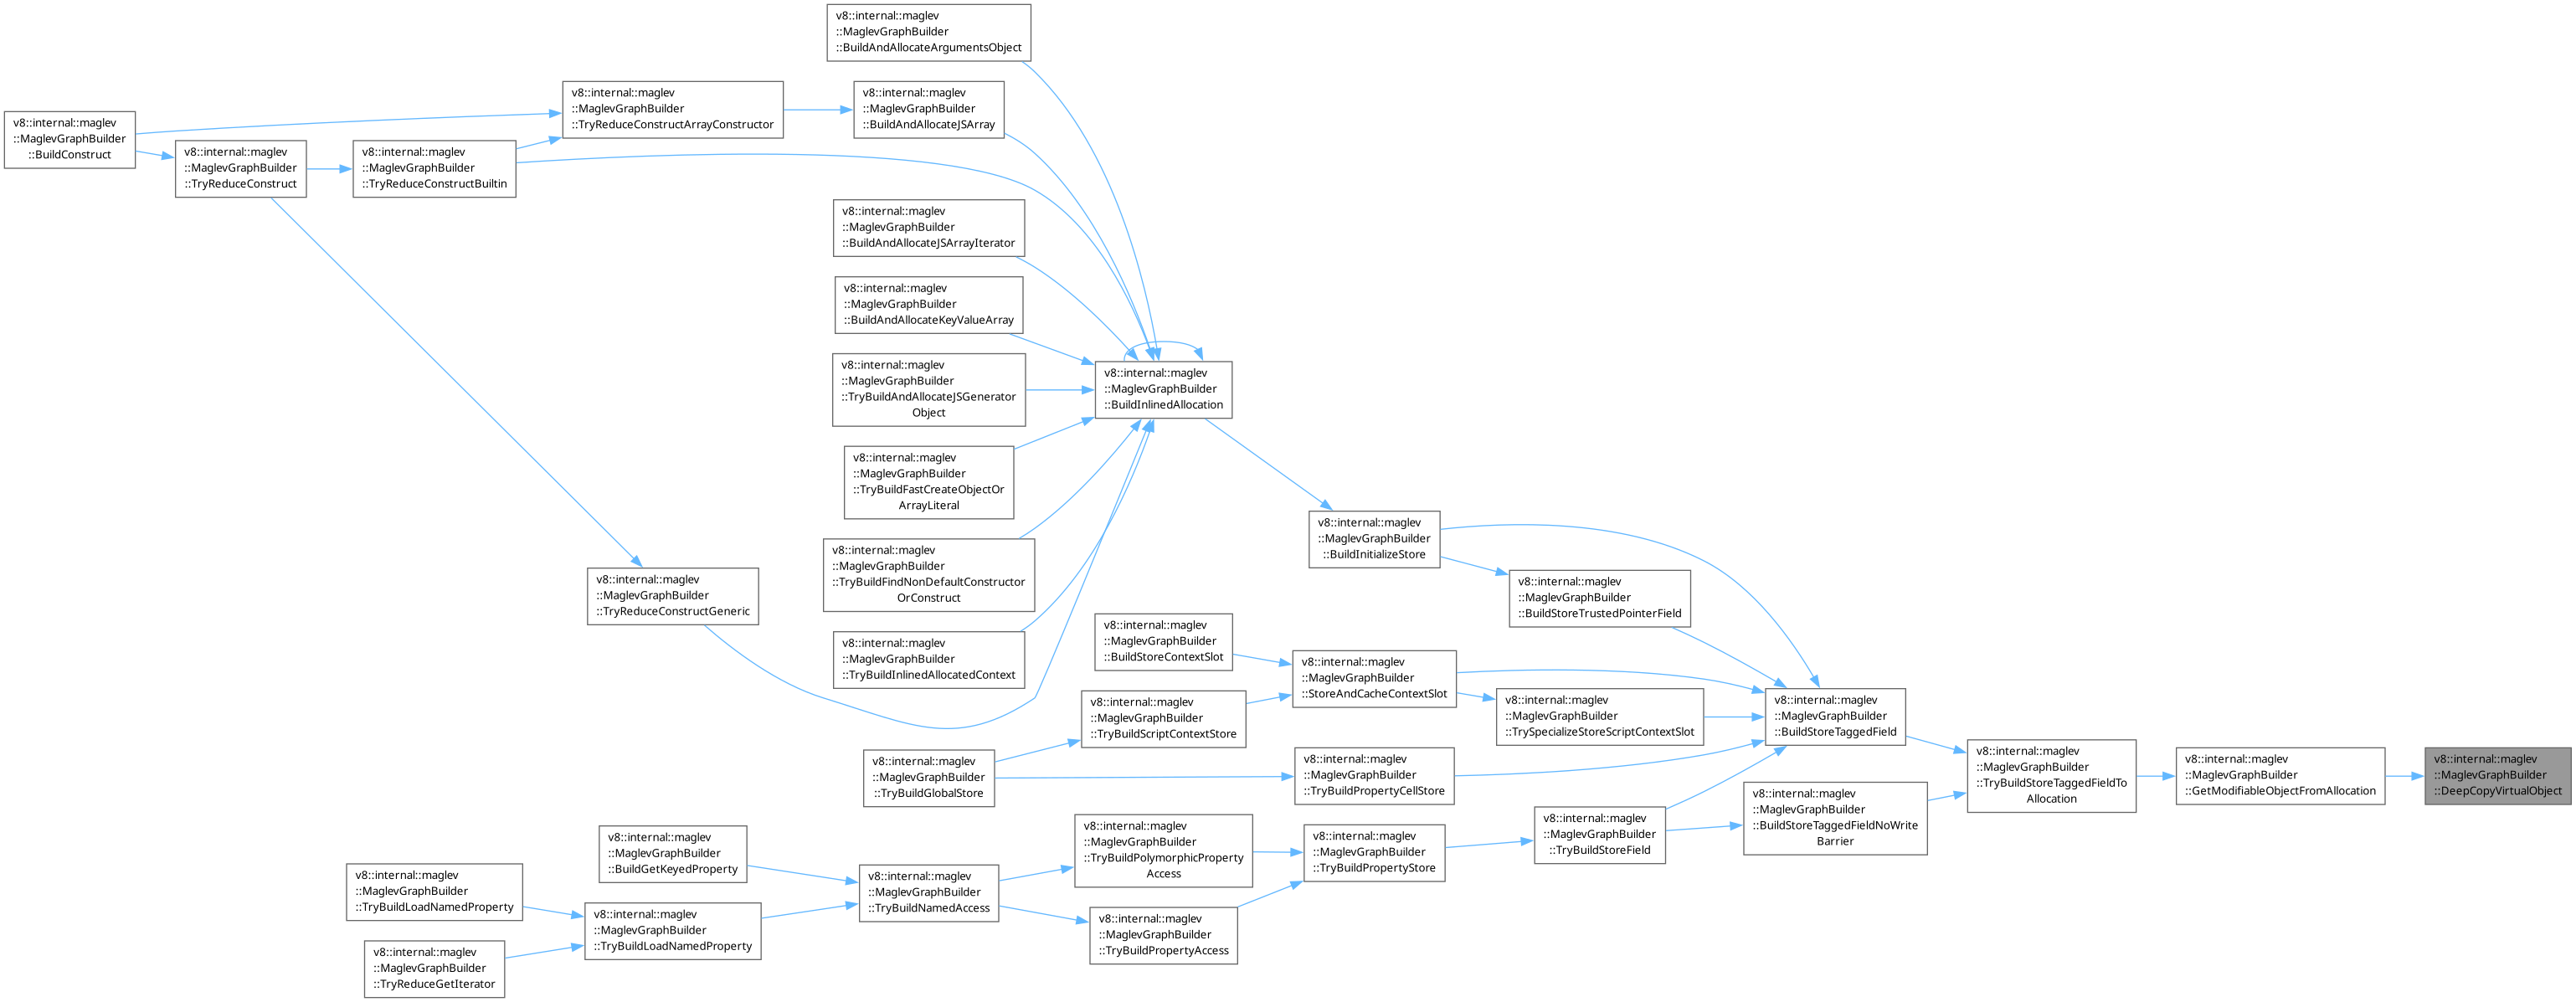 v8::internal::maglev
::MaglevGraphBuilder
::BuildAndAllocateArgumentsObject
v8::internal::maglev
::MaglevGraphBuilder
::TryReduceConstructArrayConstructor
v8::internal::maglev
::MaglevGraphBuilder
::BuildAndAllocateJSArray
v8::internal::maglev
::MaglevGraphBuilder
::BuildConstruct
v8::internal::maglev
::MaglevGraphBuilder
::TryReduceConstruct
v8::internal::maglev
::MaglevGraphBuilder
::TryReduceConstructBuiltin
v8::internal::maglev
::MaglevGraphBuilder
::BuildAndAllocateJSArrayIterator
v8::internal::maglev
::MaglevGraphBuilder
::BuildAndAllocateKeyValueArray
v8::internal::maglev
::MaglevGraphBuilder
::TryBuildAndAllocateJSGenerator
Object
v8::internal::maglev
::MaglevGraphBuilder
::BuildInlinedAllocation
v8::internal::maglev
::MaglevGraphBuilder
::TryBuildFastCreateObjectOr
ArrayLiteral
v8::internal::maglev
::MaglevGraphBuilder
::BuildInitializeStore
v8::internal::maglev
::MaglevGraphBuilder
::TryBuildFindNonDefaultConstructor
OrConstruct
v8::internal::maglev
::MaglevGraphBuilder
::TryReduceConstructGeneric
v8::internal::maglev
::MaglevGraphBuilder
::BuildStoreTrustedPointerField
v8::internal::maglev
::MaglevGraphBuilder
::BuildStoreContextSlot
v8::internal::maglev
::MaglevGraphBuilder
::TryBuildInlinedAllocatedContext
v8::internal::maglev
::MaglevGraphBuilder
::StoreAndCacheContextSlot
v8::internal::maglev
::MaglevGraphBuilder
::TrySpecializeStoreScriptContextSlot
v8::internal::maglev
::MaglevGraphBuilder
::BuildStoreTaggedField
v8::internal::maglev
::MaglevGraphBuilder
::TryBuildScriptContextStore
v8::internal::maglev
::MaglevGraphBuilder
::TryBuildGlobalStore
v8::internal::maglev
::MaglevGraphBuilder
::TryBuildPropertyCellStore
v8::internal::maglev
::MaglevGraphBuilder
::TryBuildStoreTaggedFieldTo
Allocation
v8::internal::maglev
::MaglevGraphBuilder
::GetModifiableObjectFromAllocation
v8::internal::maglev
::MaglevGraphBuilder
::DeepCopyVirtualObject
v8::internal::maglev
::MaglevGraphBuilder
::BuildStoreTaggedFieldNoWrite
Barrier
v8::internal::maglev
::MaglevGraphBuilder
::TryBuildStoreField
v8::internal::maglev
::MaglevGraphBuilder
::TryBuildPropertyStore
v8::internal::maglev
::MaglevGraphBuilder
::TryBuildPolymorphicProperty
Access
v8::internal::maglev
::MaglevGraphBuilder
::BuildGetKeyedProperty
v8::internal::maglev
::MaglevGraphBuilder
::TryBuildLoadNamedProperty
v8::internal::maglev
::MaglevGraphBuilder
::TryBuildNamedAccess
v8::internal::maglev
::MaglevGraphBuilder
::TryBuildLoadNamedProperty
v8::internal::maglev
::MaglevGraphBuilder
::TryBuildPropertyAccess
v8::internal::maglev
::MaglevGraphBuilder
::TryReduceGetIterator